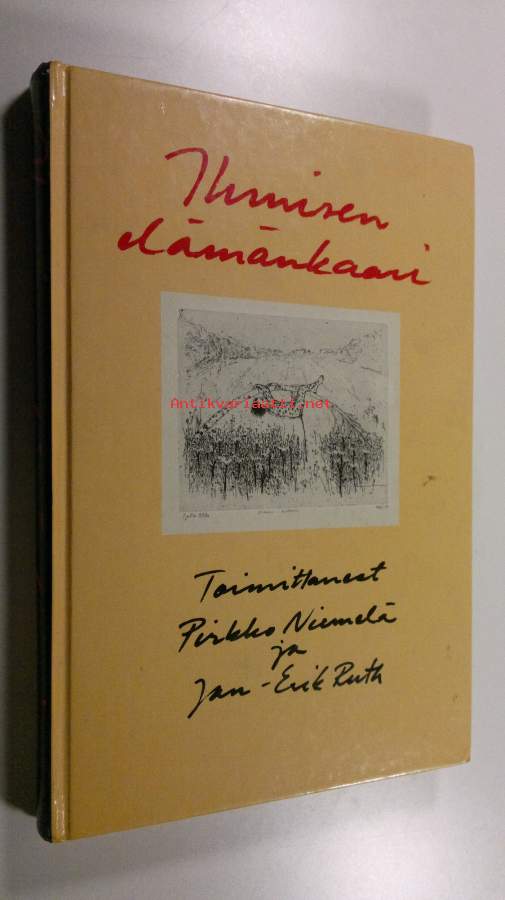 Ihmisen
elämänkaari
Antikvariaatti.net
Toimittaneet
Pirkko Niemelä
ja
Jan-Erik Ruth